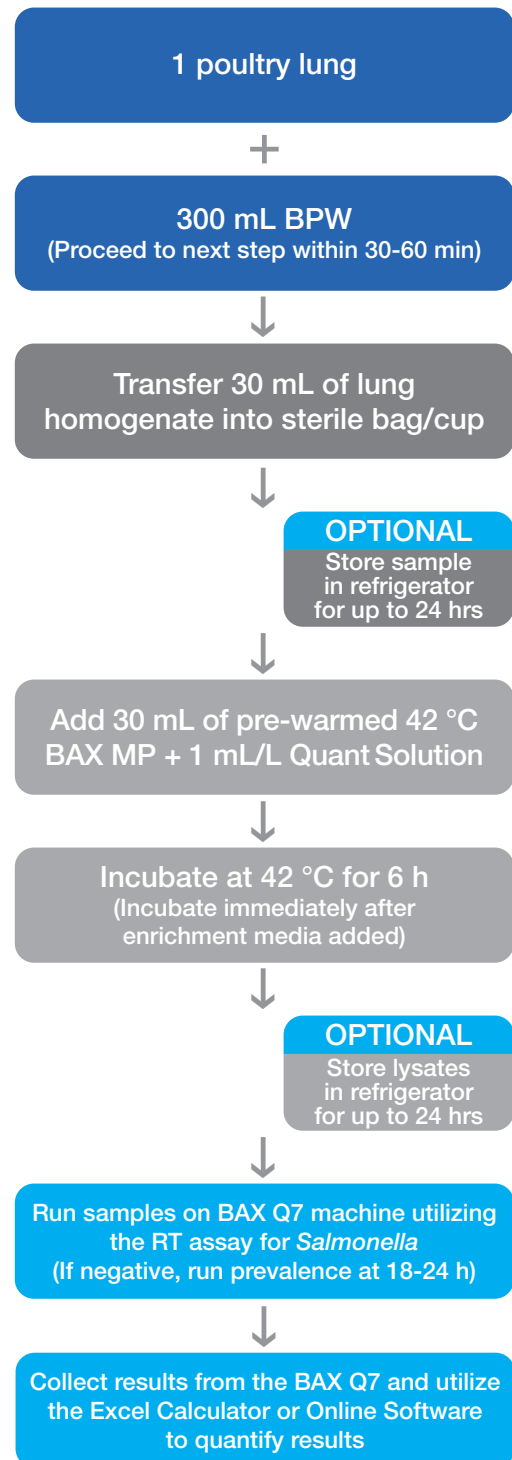 1 poultry lung
+
300 mL BPW
(Proceed to next step within 30-60 min)
Transfer 30 mL of lung
homogenate into sterile bag/cup
OPTIONAL
Store sample
in refrigerator
for up to 24 hrs
Add 30 mL of pre-warmed 42 °C
BAX MP + 1 mL/L Quant Solution
Incubate at 42 °C for 6 h
(Incubate immediately after
enrichment media added)
OPTIONAL
Store lysates
in refrigerator
for up to 24 hrs
Run samples on BAX Q7 machine utilizing
the RT assay for Salmonella
(If negative, run prevalence at 18-24 h)
Collect results from the BAX Q7 and utilize
the Excel Calculator or Online Software
to quantify results